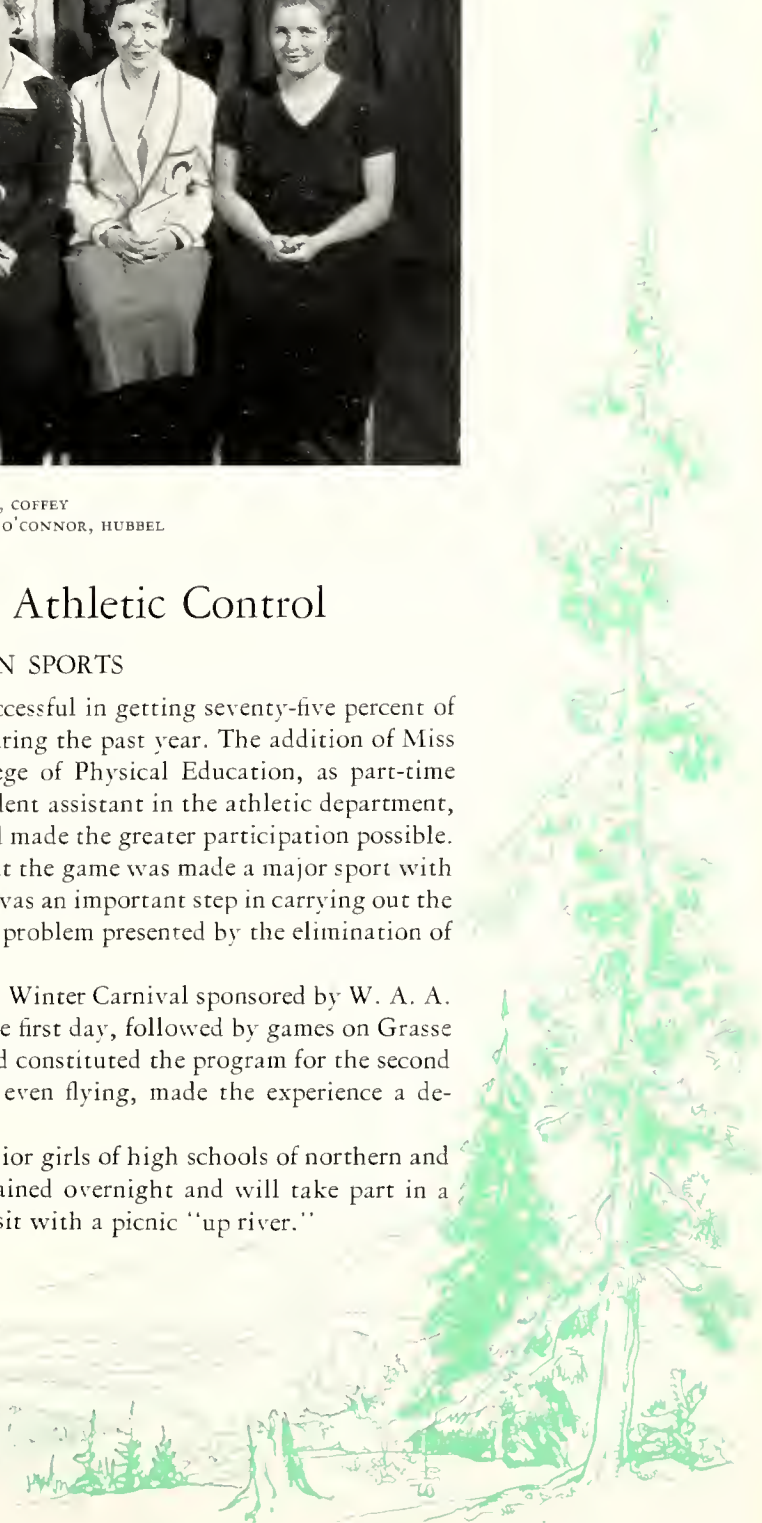 , COFFEY
O'CONNOR, HUBBEL
Athletic Control
N SPORTS
ccessful in getting seventy-five percent of
ring the past year. The addition of Miss
ege of Physical Education, as part-time
lent assistant in the athletic department,
l made the greater participation possible.
t the game was made a major sport with
vas an important step in carrying out the
problem presented by the elimination of
Winter Carnival sponsored by W. A. A.
e first day, followed by games on Grasse
d constituted the program for the second
even flying, made the experience a de-
ior girls of high schools of northern and
ained overnight and will take part in a
sit with a picnic "up river."